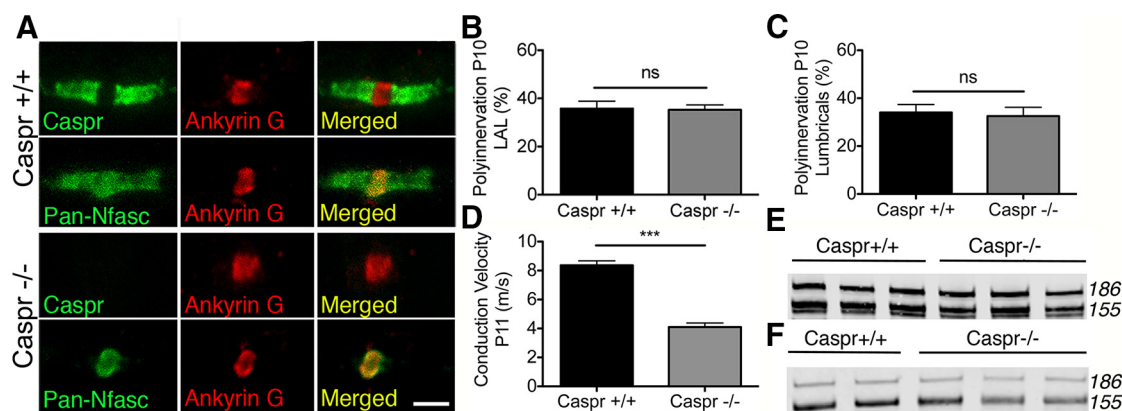 A
Caspr +/+
Caspr
Ankyrin G
Merged
Pan-Nfasc
Ankyrin G
Merged
Caspr -/-
Caspr
Ankyrin G
Merged
Pan-Nfasc
Ankyrin G
Merged
B
Polyinnervation P10
LAL (%)
60
40
20
0
ns
Caspr +/+
Caspr -/-
C
Polyinnervation P10
Lumbricals (%)
60
40
20
0
ns
Caspr +/+
Caspr -/-
D
Conduction Velocity
P11 (m/s)
10
8
6
4
2
0
***
Caspr +/+
Caspr -/-
E
Caspr+/+
Caspr-/-
186
155
F
Caspr+/+
Caspr-/-
186
155